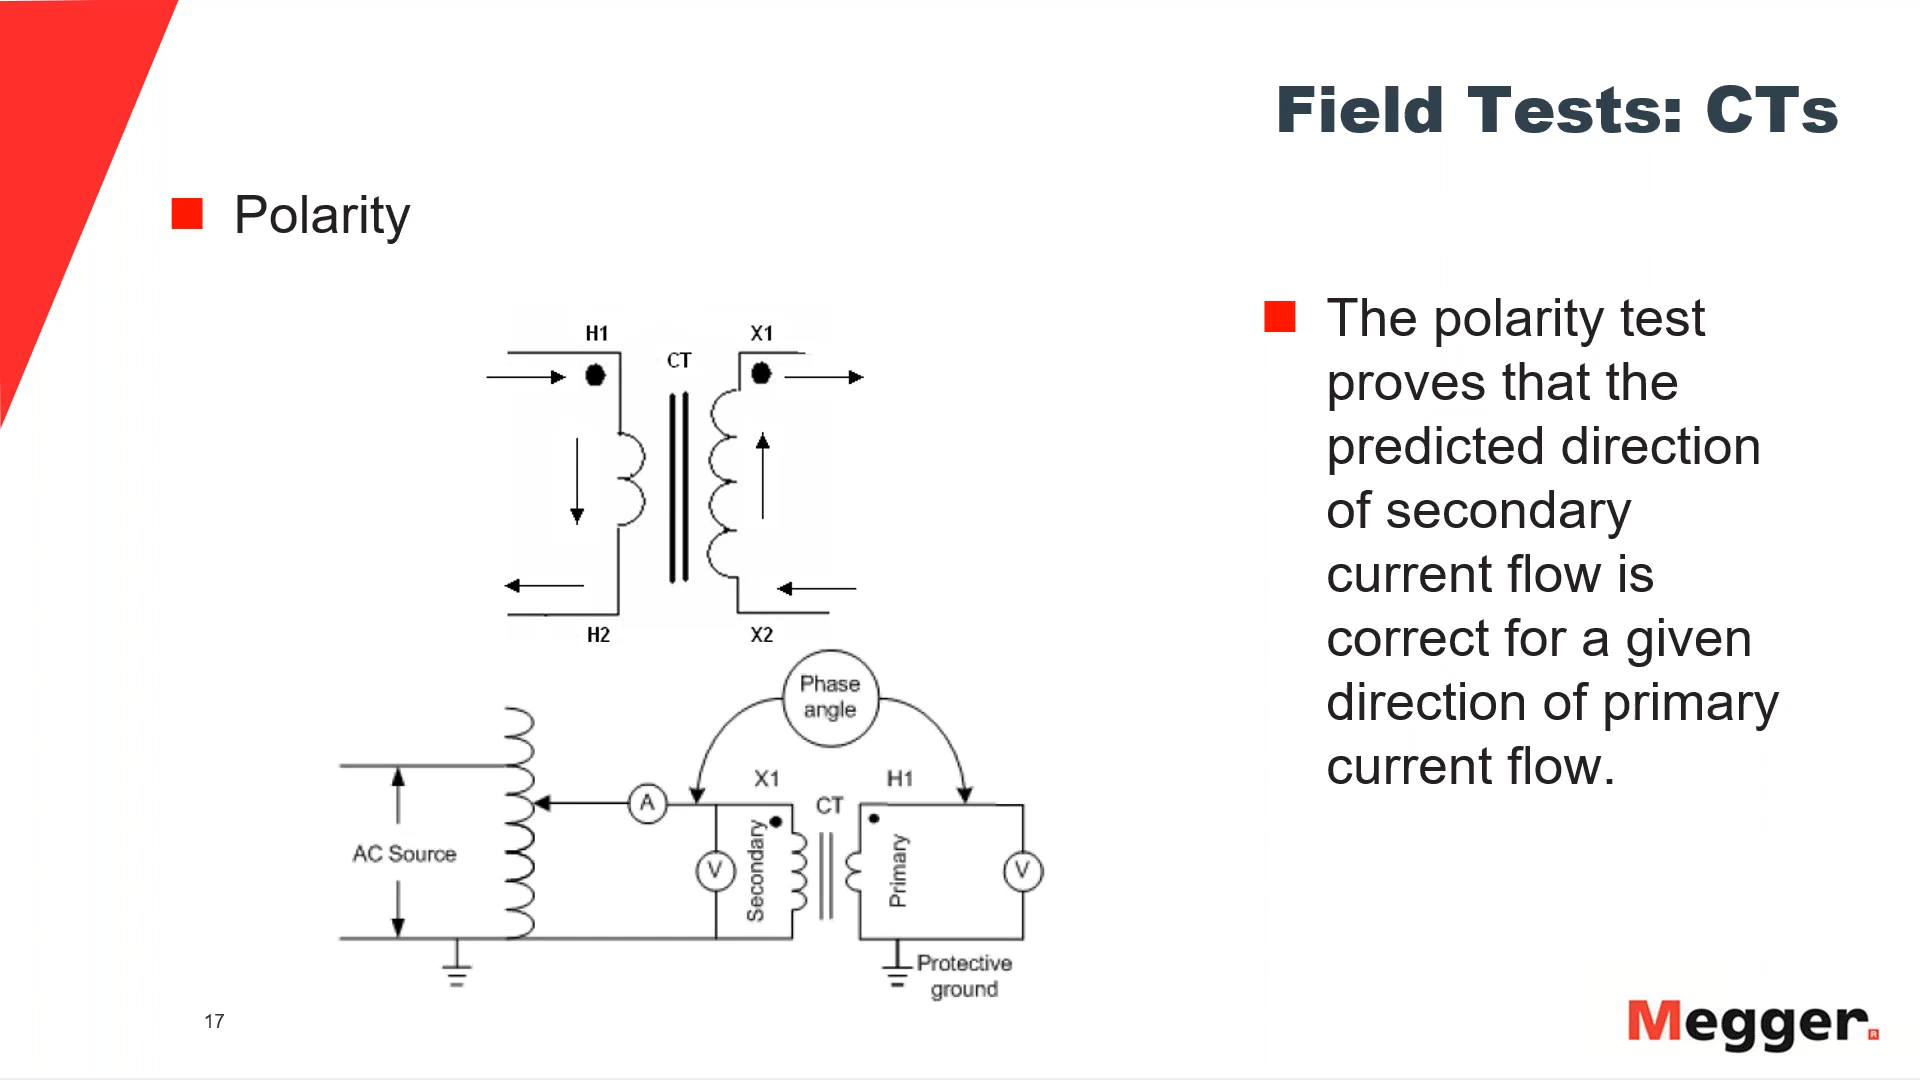 Field Tests: CTs
Polarity
H1
X1
CT
H2
X2
Phase
angle
X1
H1
CT
A
AC Source
V
Secondary
Primary
V
Protective
ground
The polarity test
proves that the
predicted direction
of secondary
current flow is
correct for a given
direction of primary
current flow.
17
Megger®